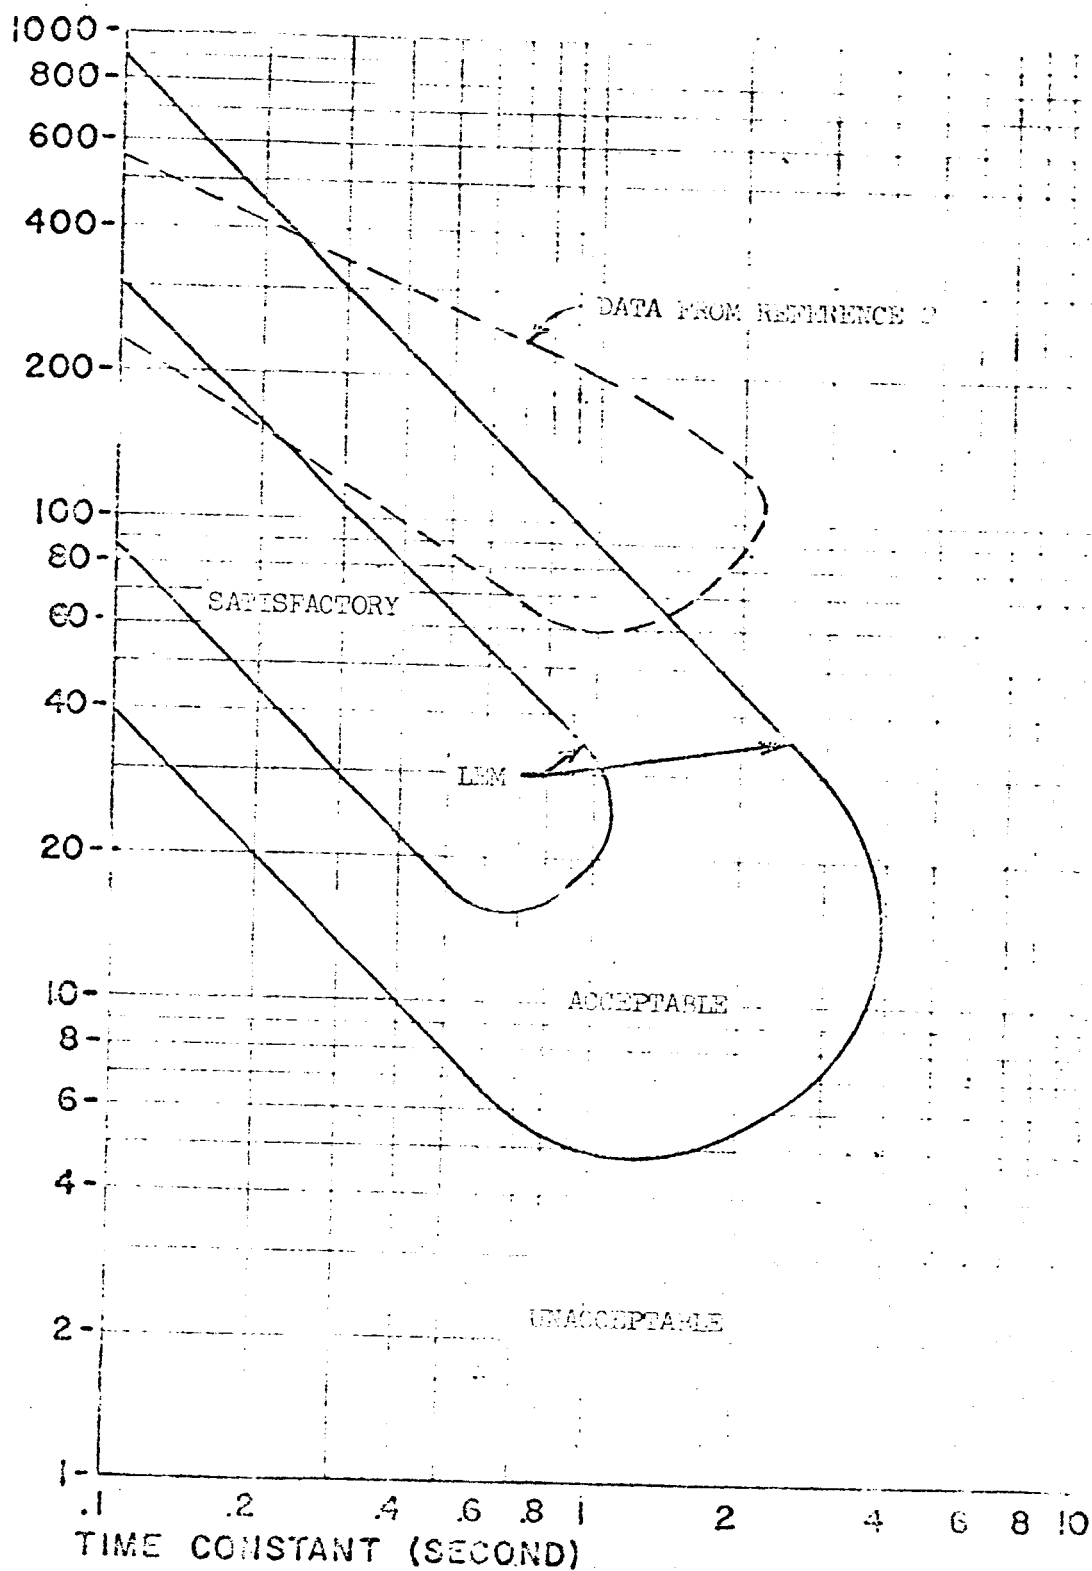 1000-
800-
600-
400-
DATA FROM REFERENCE
200-
100-
80-
SATISFACTORY
60-
40-
LEM
20-
10-
ACCEPTABLE
8-
6-
4-
UNACCEPTABLE
2-
1-
.1 .2 .4 .6 .8 1 2 4 6 8 10
TIME CONSTANT (SECOND)